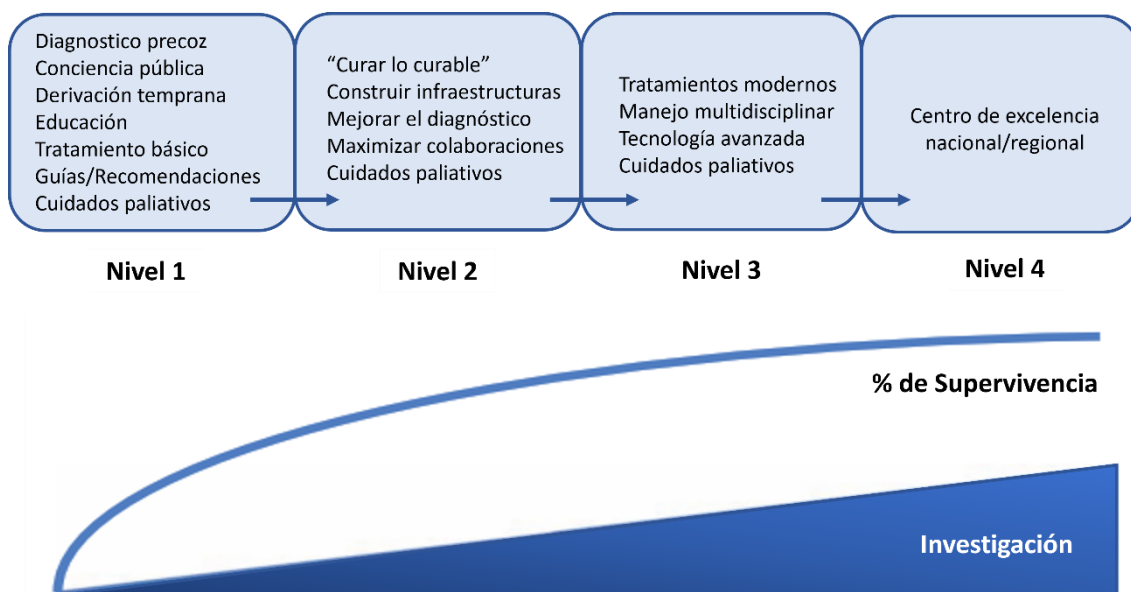 Diagnostico precoz
Conciencia pública
Derivación temprana
Educación
Tratamiento básico
Guías/Recomendaciones
Cuidados paliativos
“Curar lo curable”
Construir infraestructuras
Mejorar el diagnóstico
Maximizar colaboraciones
Cuidados paliativos
Tratamientos modernos
Manejo multidisciplinar
Tecnología avanzada
Cuidados paliativos
Centro de excelencia
nacional/regional
Nivel 1
Nivel 2
Nivel 3
Nivel 4
% de Supervivencia
Investigación